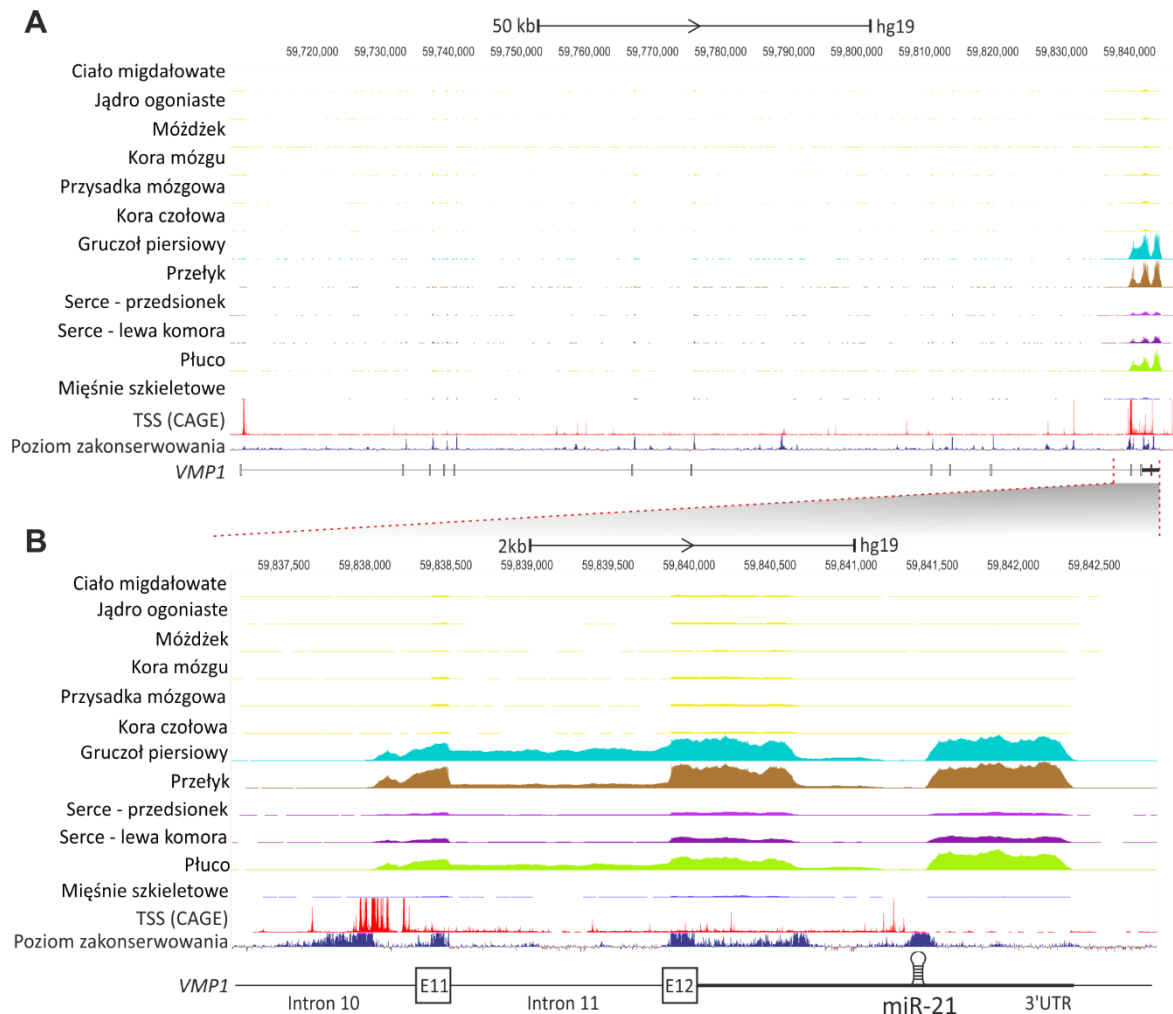 A
50 kb
hg19
59,720,000 59,730,000 59,740,000 59,750,000 59,760,000 59,770,000 59,780,000 59,790,000 59,800,000 59,810,000 59,820,000 59,830,000 59,840,000
Ciało migdałowate
Jądro ogoniaste
Móżdżek
Kora mózgu
Przysadka mózgowa
Kora czołowa
Gruczoł piersiowy
Przełyk
Serce - przedsionek
Serce - lewa komora
Płuco
Mięśnie szkieletowe
TSS (CAGE)
Poziom zakonserwowania
VMP1
B
2kb
hg19
59,837,500 59,838,000 59,838,500 59,839,000 59,839,500 59,840,000 59,840,500 59,841,000 59,841,500 59,842,000 59,842,500
Ciało migdałowate
Jądro ogoniaste
Móżdżek
Kora mózgu
Przysadka mózgowa
Kora czołowa
Gruczoł piersiowy
Przełyk
Serce - przedsionek
Serce - lewa komora
Płuco
Mięśnie szkieletowe
TSS (CAGE)
Poziom zakonserwowania
VMP1
E11
E12
Intron 10
Intron 11
miR-21
3'UTR